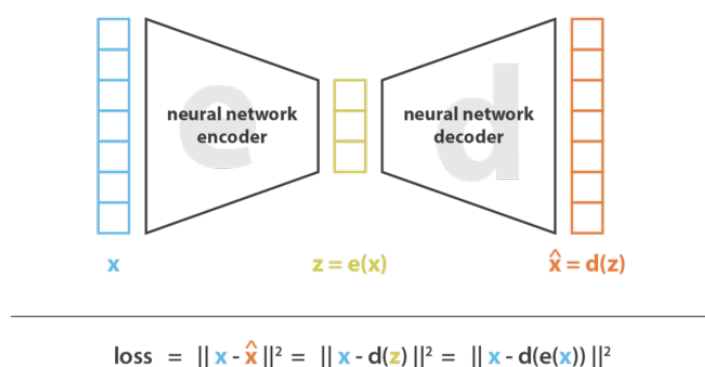 e
neural network
encoder
d
neural network
decoder
x
z = e(x)
x̂ = d(z)
loss = || x - x̂ ||² = || x - d(z) ||² = || x - d(e(x)) ||²